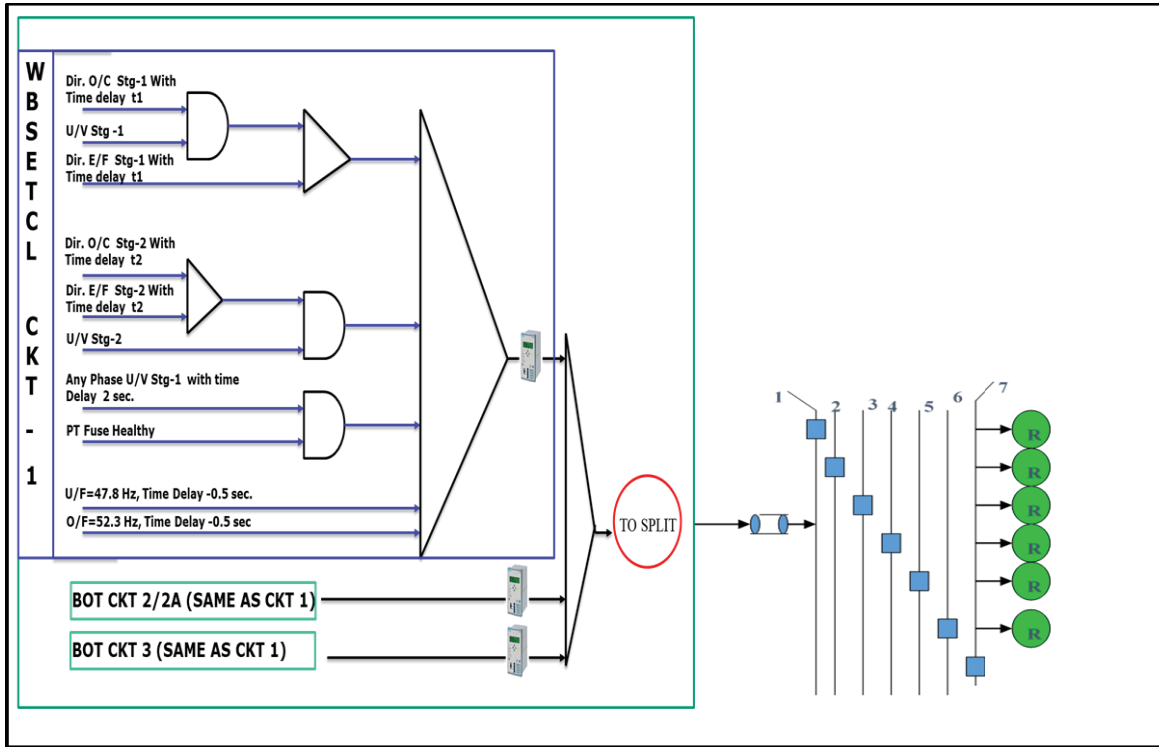 WBSETCL CKT - 1
Dir. O/C Stg-1 With
Time delay t1
U/V Stg -1
Dir. E/F Stg-1 With
Time delay t1
Dir. O/C Stg-2 With
Time delay t2
Dir. E/F Stg-2 With
Time delay t2
U/V Stg-2
Any Phase U/V Stg-1 with time
Delay 2 sec.
PT Fuse Healthy
U/F=47.8 Hz, Time Delay -0.5 sec.
O/F=52.3 Hz, Time Delay -0.5 sec
BOT CKT 2/2A (SAME AS CKT 1)
BOT CKT 3 (SAME AS CKT 1)
TO SPLIT
1
2
3
4
5
6
7
R
R
R
R
R
R